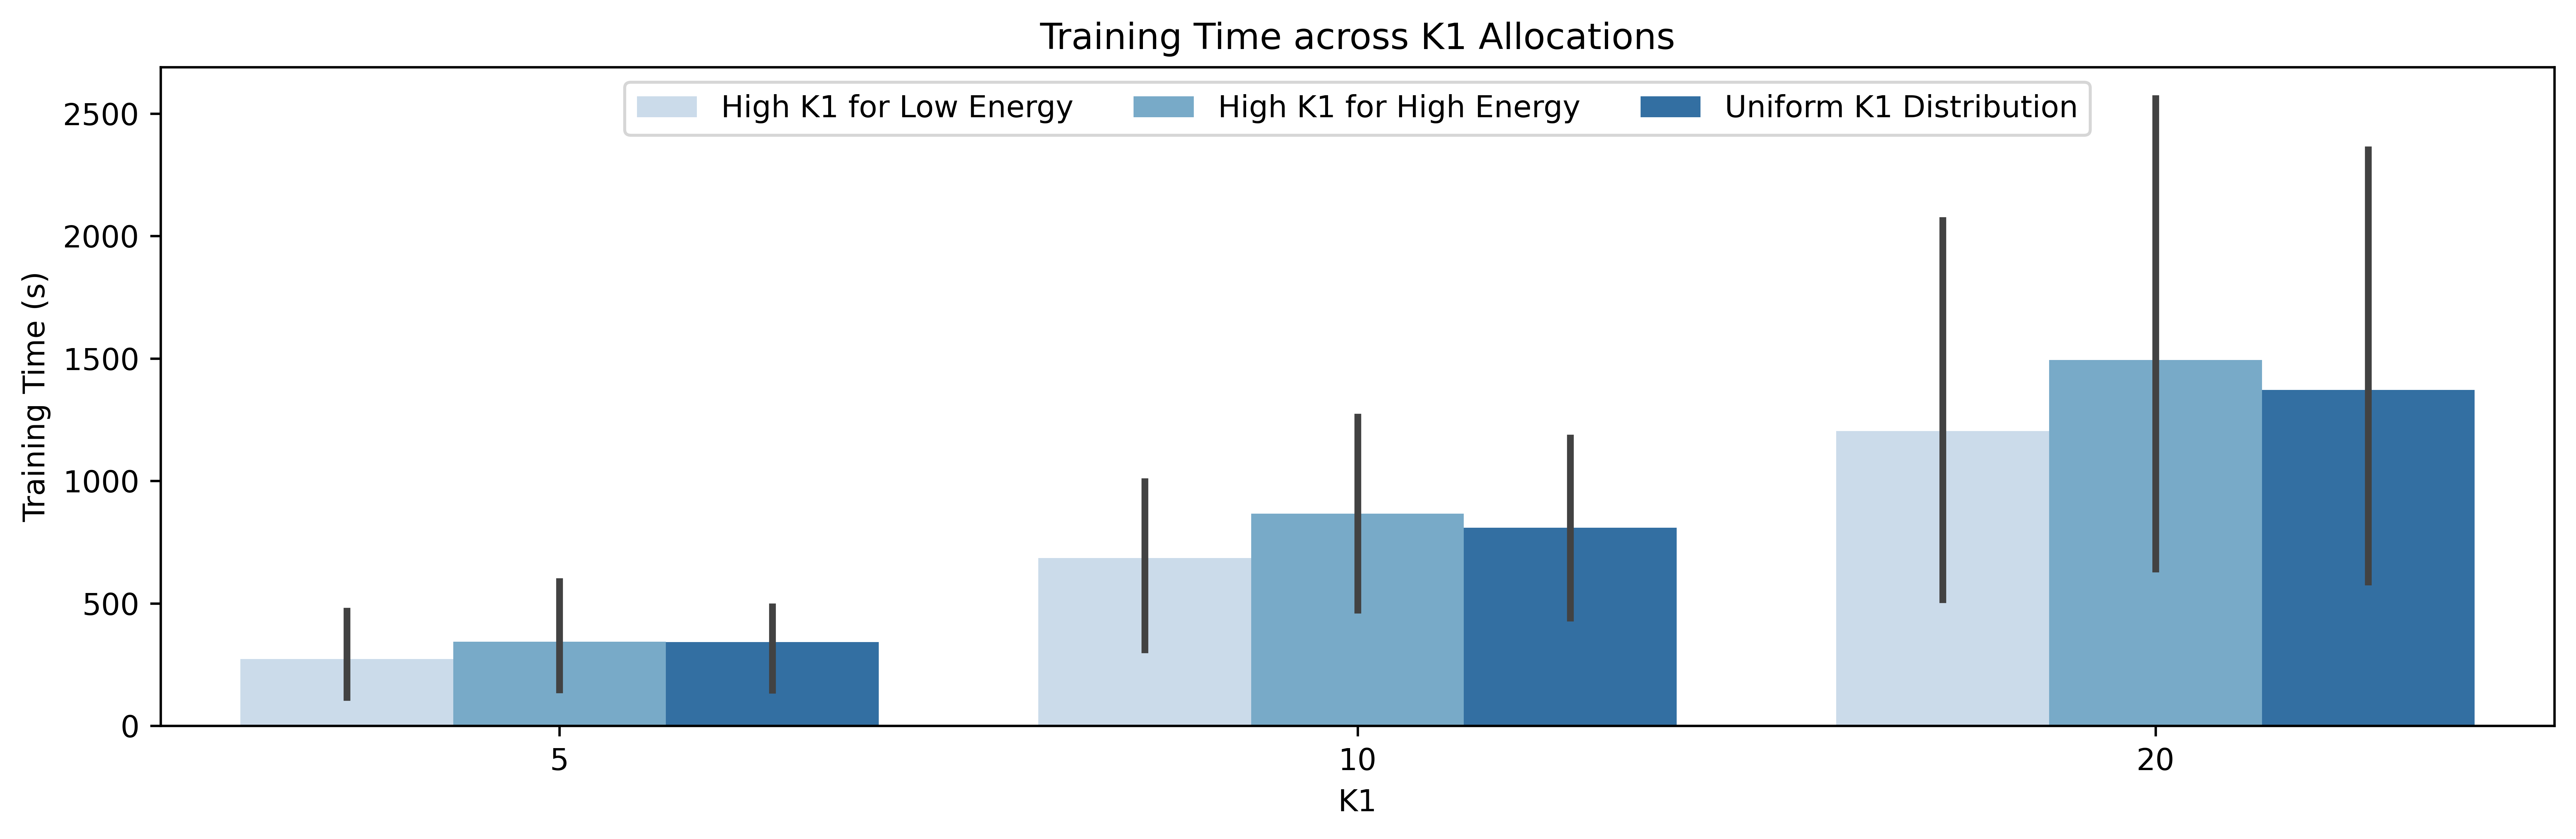 Training Time across K1 Allocations
High K1 for Low Energy
High K1 for High Energy
Uniform K1 Distribution
Training Time (s)
2500
2000
1500
1000
500
0
5
10
20
K1